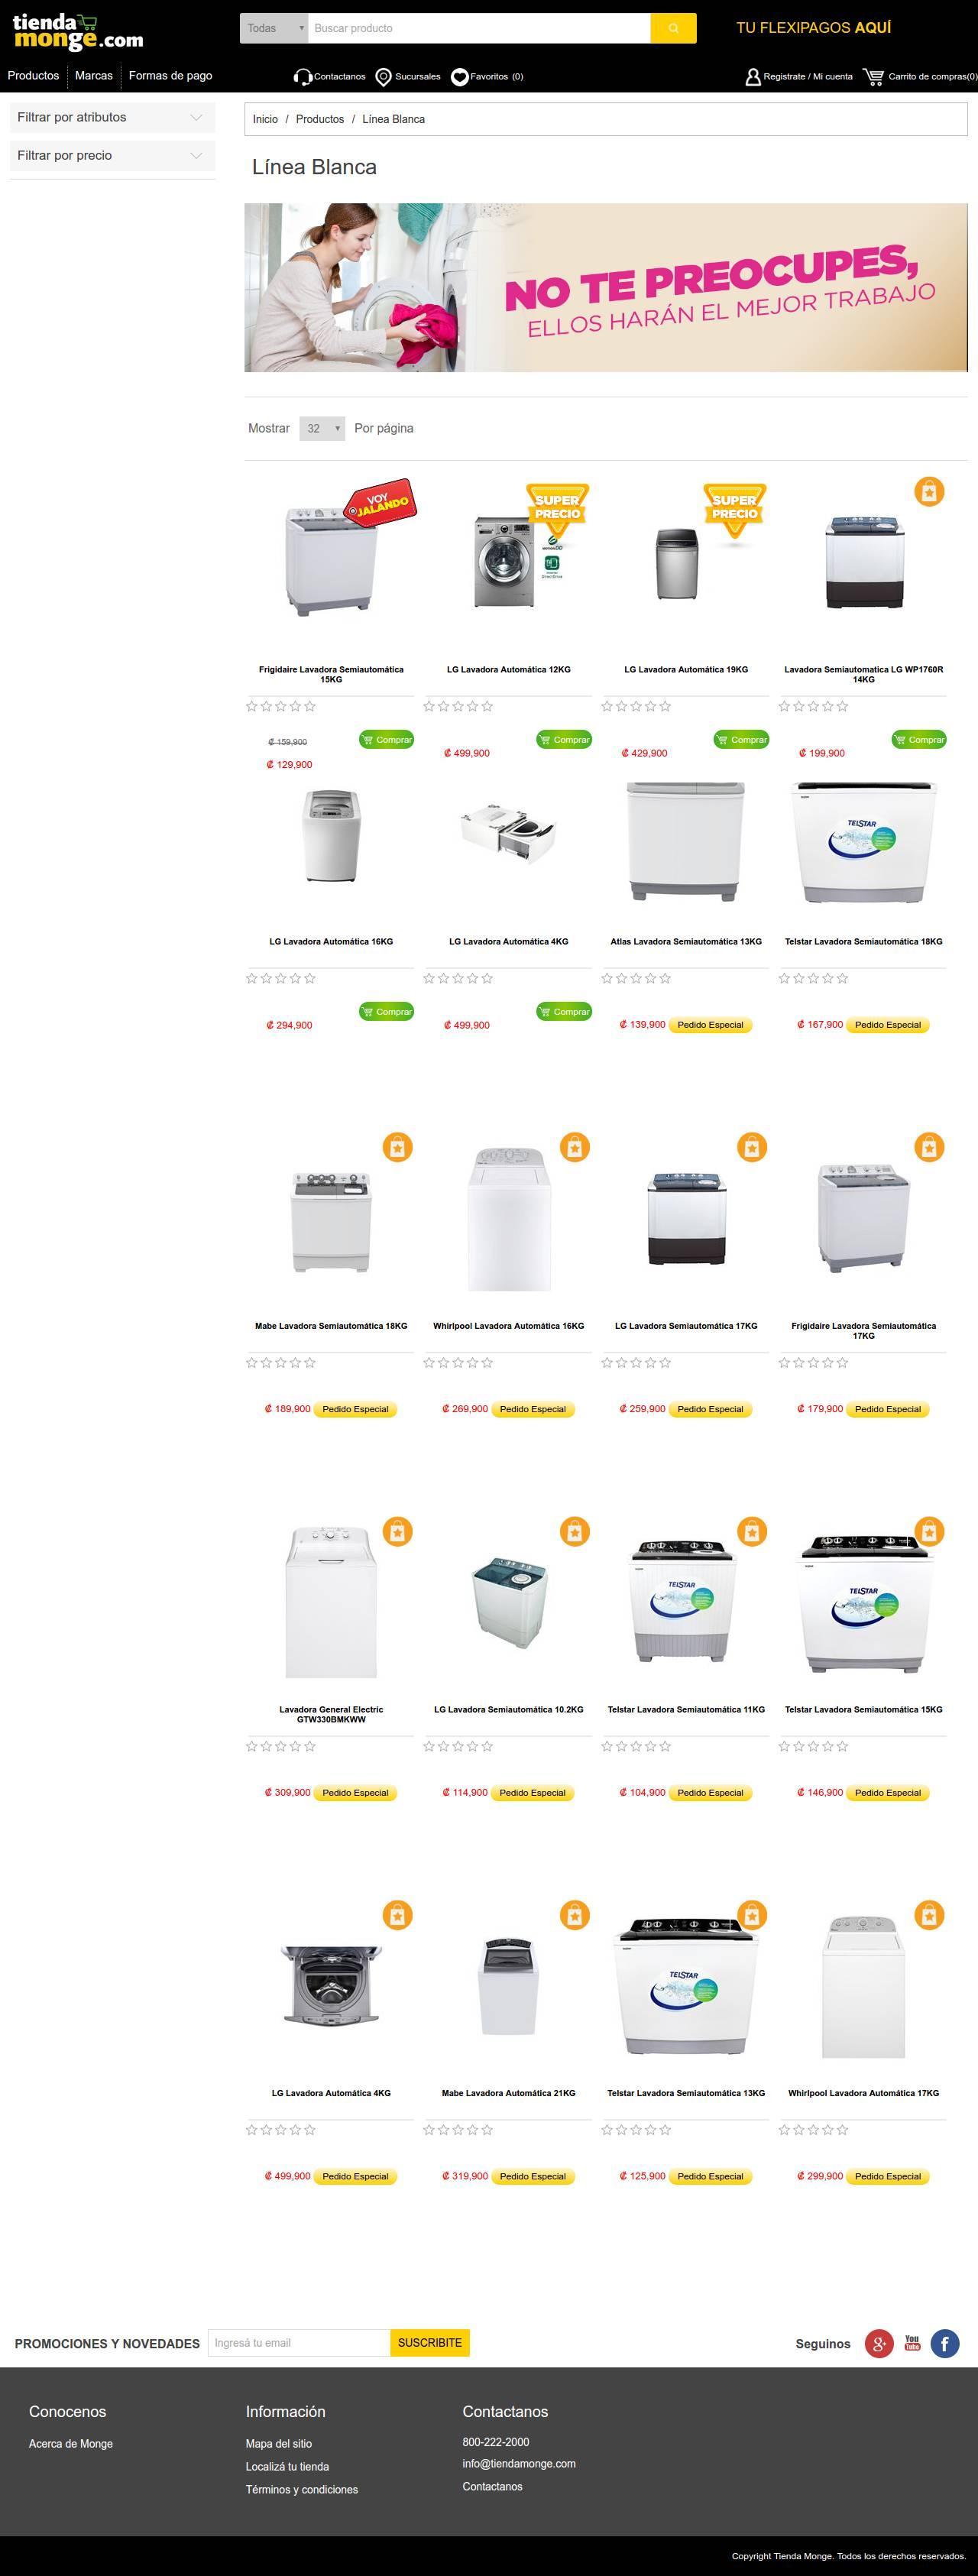 tienda
monge.com
Todas
Buscar producto
TU FLEXIPAGOS AQUÍ
Productos
Marcas
Formas de pago
Contactanos
Sucursales
Favoritos (0)
Registrate / Mi cuenta
Carrito de compras(0)
Filtrar por atributos
Filtrar por precio
Inicio / Productos / Línea Blanca
Línea Blanca
NO TE PREOCUPES,
ELLOS HARÁN EL MEJOR TRABAJO
Mostrar 32 Por página
VOY
JALANDO
SUPER
PRECIO
SUPER
PRECIO
Frigidaire Lavadora Semiautomática
15KG
LG Lavadora Automática 12KG
LG Lavadora Automática 19KG
Lavadora Semiautomatica LG WP1760R
14KG
₡ 159,900
₡ 129,900
Comprar
₡ 499,900
Comprar
₡ 429,900
Comprar
₡ 199,900
Comprar
TELSTAR
LG Lavadora Automática 16KG
LG Lavadora Automática 4KG
Atlas Lavadora Semiautomática 13KG
Telstar Lavadora Semiautomática 18KG
₡ 294,900
Comprar
₡ 499,900
Comprar
₡ 139,900 Pedido Especial
₡ 167,900 Pedido Especial
Mabe Lavadora Semiautomática 18KG
Whirlpool Lavadora Automática 16KG
LG Lavadora Semiautomática 17KG
Frigidaire Lavadora Semiautomática
17KG
₡ 189,900 Pedido Especial
₡ 269,900 Pedido Especial
₡ 259,900 Pedido Especial
₡ 179,900 Pedido Especial
TELSTAR
TELSTAR
Lavadora General Electric
GTW330BMKWW
LG Lavadora Semiautomática 10.2KG
Telstar Lavadora Semiautomática 11KG
Telstar Lavadora Semiautomática 15KG
₡ 309,900 Pedido Especial
₡ 114,900 Pedido Especial
₡ 104,900 Pedido Especial
₡ 146,900 Pedido Especial
TELSTAR
LG Lavadora Automática 4KG
Mabe Lavadora Automática 21KG
Telstar Lavadora Semiautomática 13KG
Whirlpool Lavadora Automática 17KG
₡ 499,900 Pedido Especial
₡ 319,900 Pedido Especial
₡ 125,900 Pedido Especial
₡ 299,900 Pedido Especial
PROMOCIONES Y NOVEDADES
Ingresá tu email
SUSCRIBITE
Seguinos
g+
You
Tube
f
Conocenos
Acerca de Monge
Información
Mapa del sitio
Localizá tu tienda
Términos y condiciones
Contactanos
800-222-2000
info@tiendamonge.com
Contactanos
Copyright Tienda Monge. Todos los derechos reservados.